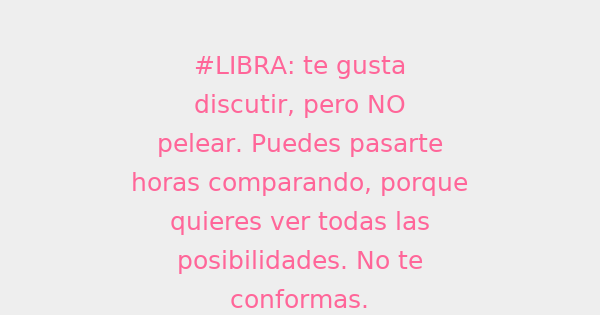 #LIBRA: te gusta
discutir, pero NO
pelear. Puedes pasarte
horas comparando, porque
quieres ver todas las
posibilidades. No te
conformas.